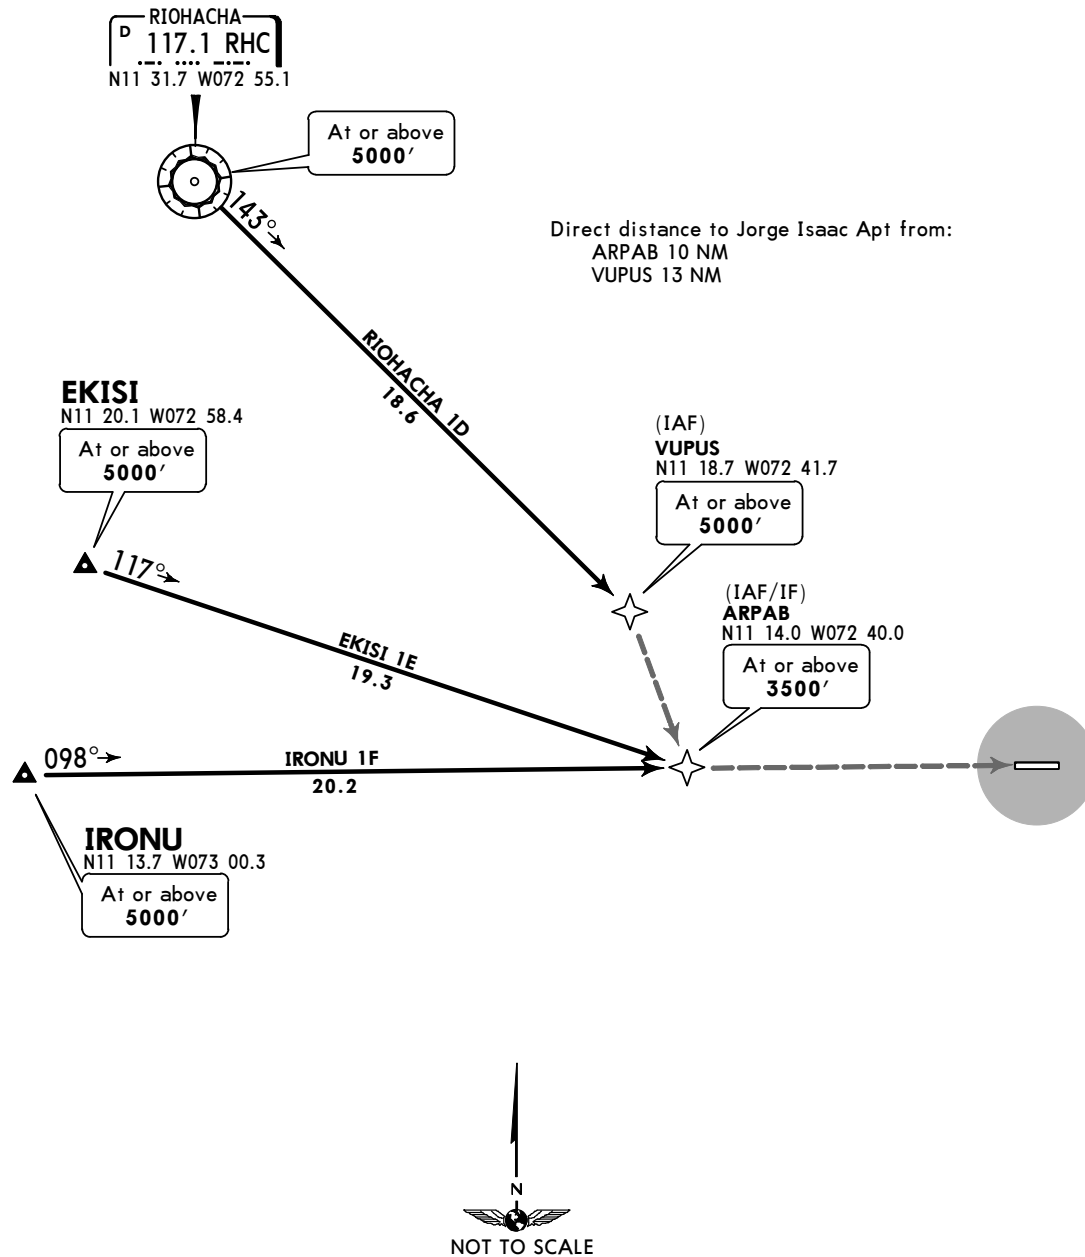 RIOHACHA
D 117.1 RHC
N11 31.7 W072 55.1
At or above
5000'
143°
Direct distance to Jorge Isaac Apt from:
ARPAB 10 NM
VUPUS 13 NM
RIOHACHA 1D
18.6
EKISI
N11 20.1 W072 58.4
At or above
5000'
(IAF)
VUPUS
N11 18.7 W072 41.7
At or above
5000'
117°
EKISI 1E
19.3
(IAF/IF)
ARPAB
N11 14.0 W072 40.0
At or above
3500'
098°
IRONU 1F
20.2
IRONU
N11 13.7 W073 00.3
At or above
5000'
N
NOT TO SCALE